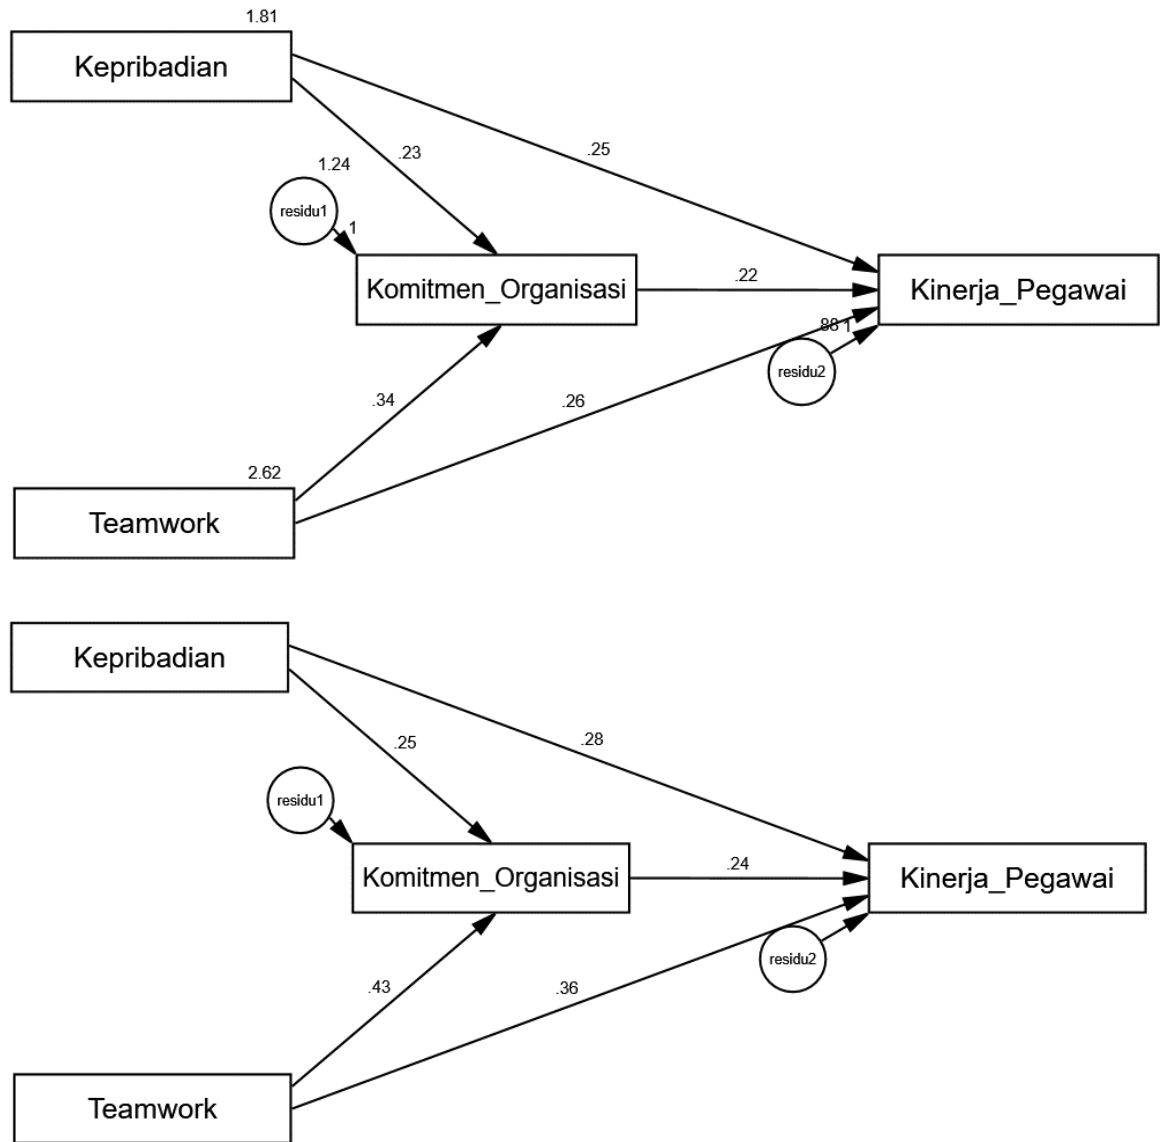 1.81
Kepribadian
.25
.23
1.24
residu1
1
Komitmen_Organisasi
.22
Kinerja_Pegawai
.88 1
residu2
.34
.26
2.62
Teamwork
Kepribadian
.28
.25
residu1
Komitmen_Organisasi
.24
Kinerja_Pegawai
residu2
.43
.36
Teamwork